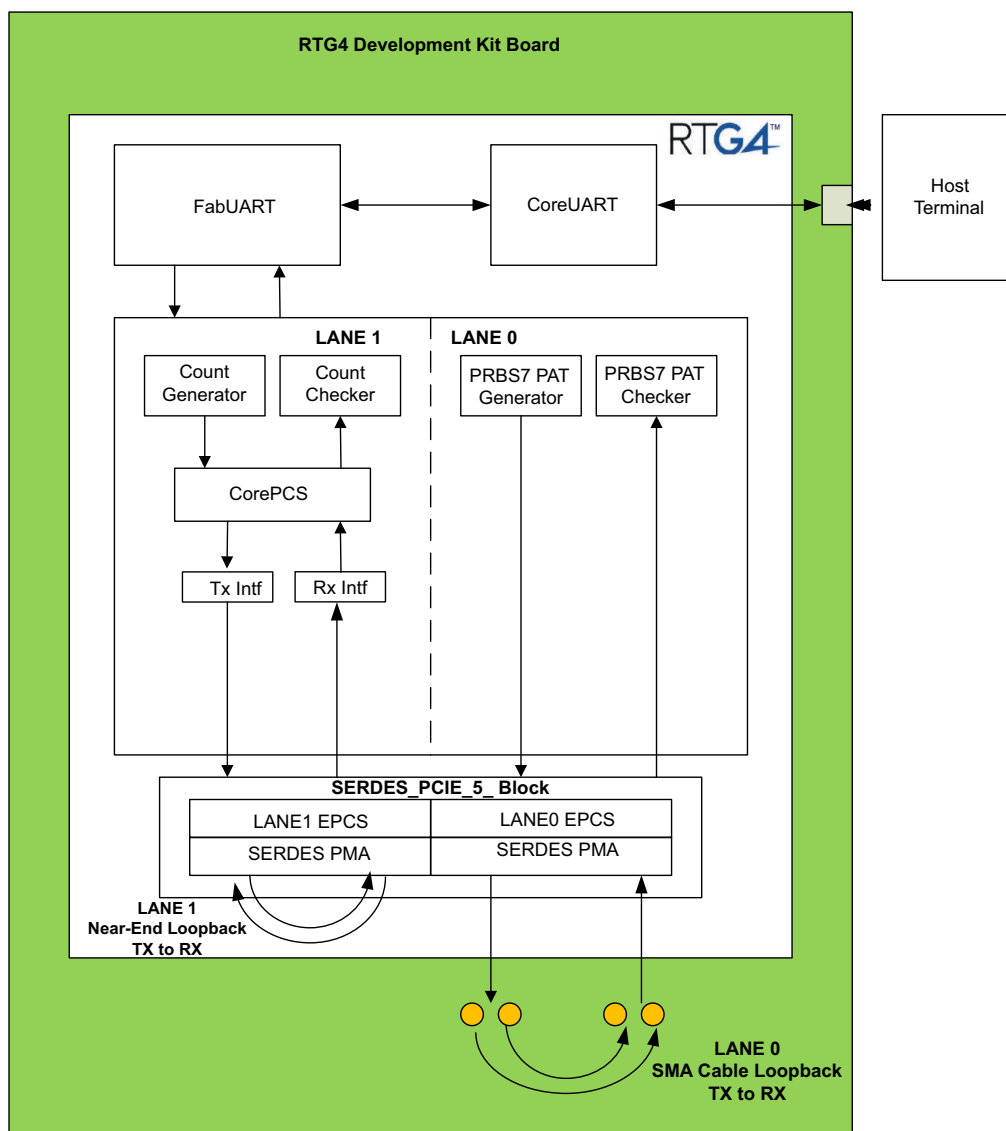 RTG4 Development Kit Board
RTG4™
FabUART
CoreUART
Host
Terminal
LANE 1
LANE 0
Count
Generator
Count
Checker
PRBS7 PAT
Generator
PRBS7 PAT
Checker
CorePCS
Tx Intf
Rx Intf
SERDES_PCIE_5_ Block
LANE1 EPCS
LANE0 EPCS
SERDES PMA
SERDES PMA
LANE 1
Near-End Loopback
TX to RX
LANE 0
SMA Cable Loopback
TX to RX